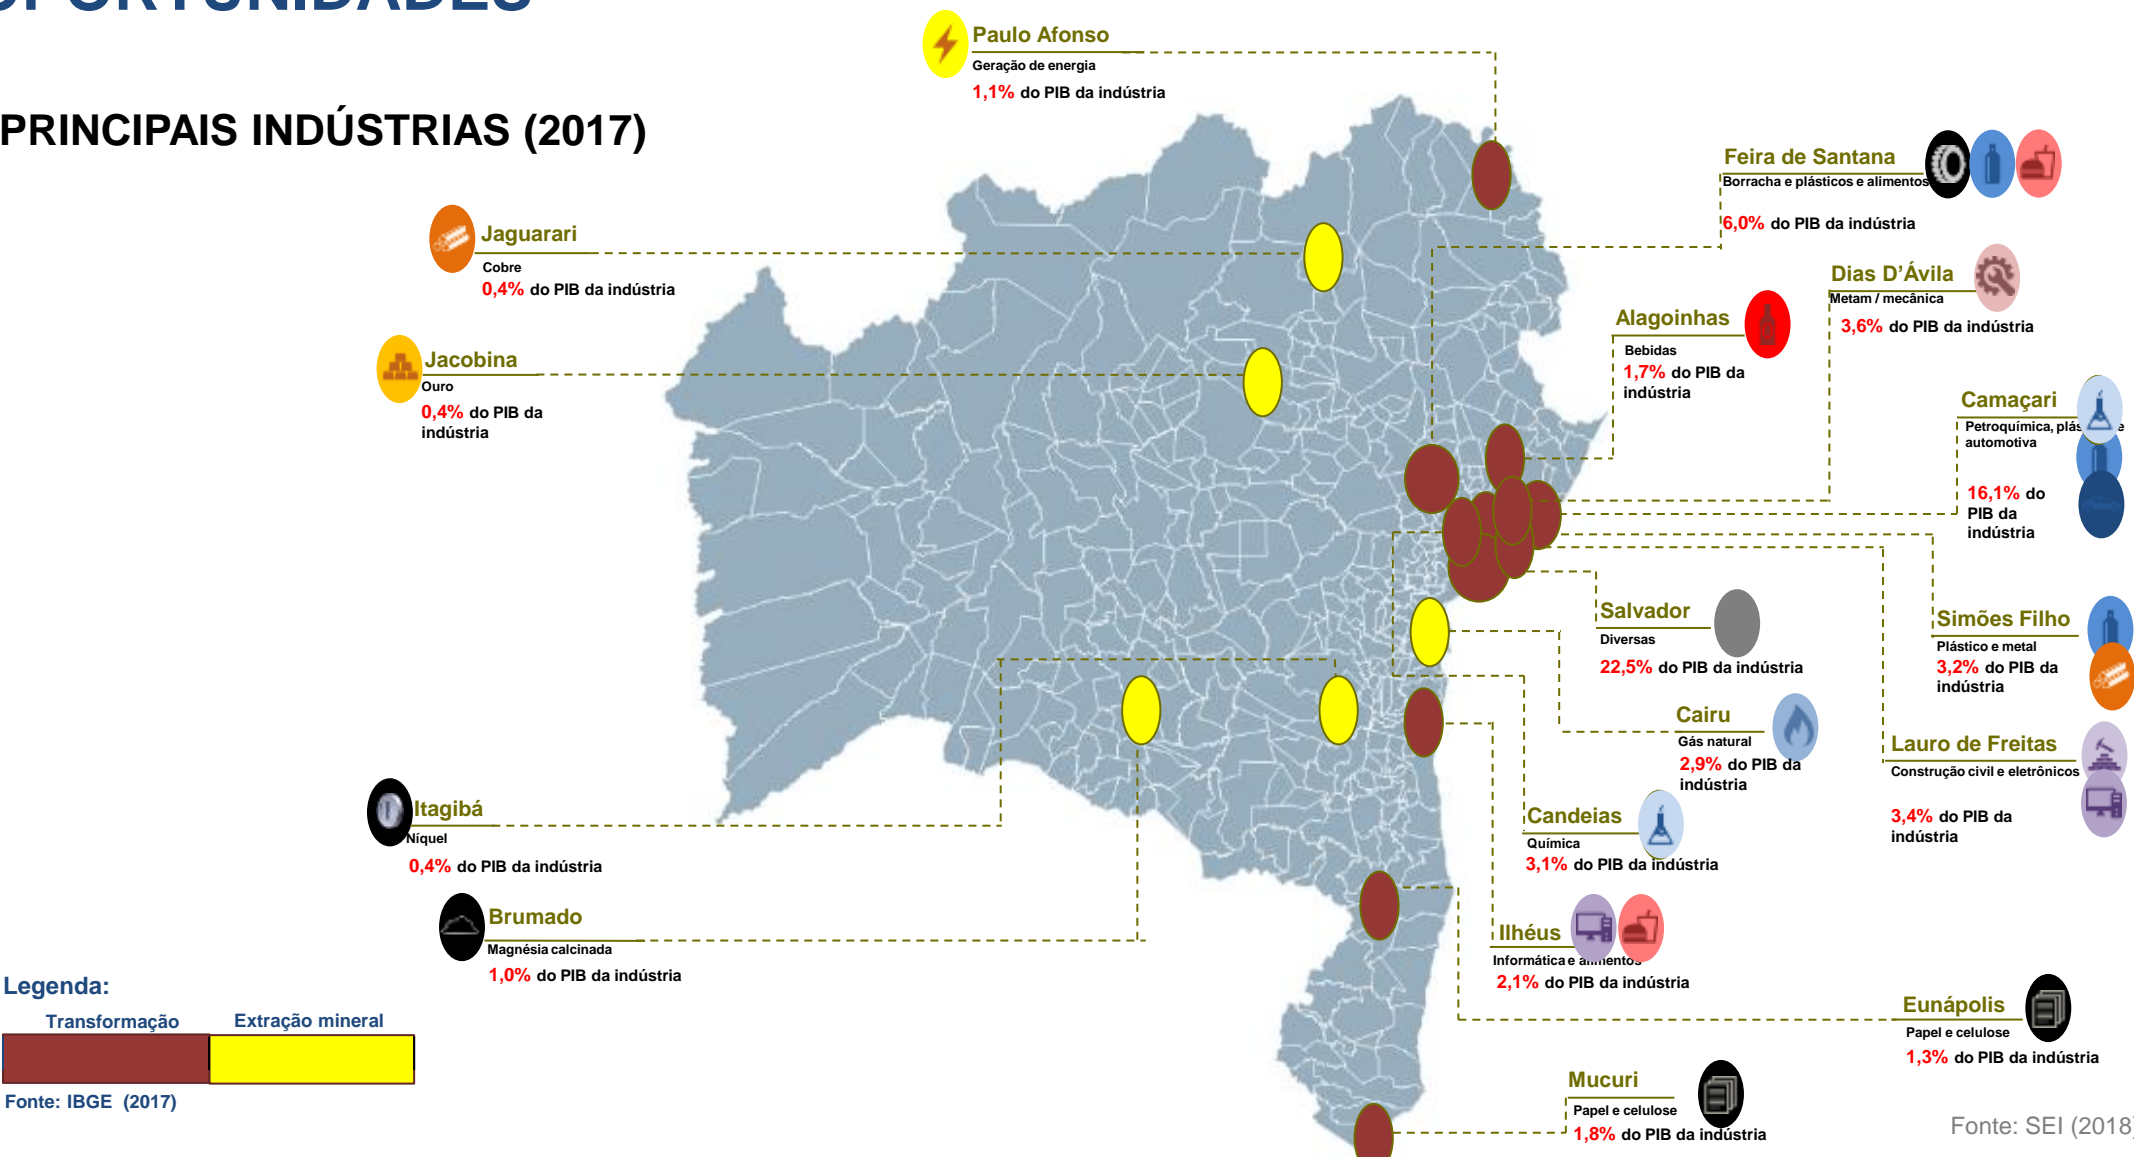 OPORTUNIDADES
PRINCIPAIS INDÚSTRIAS (2017)
Paulo Afonso
Geração de energia
1,1% do PIB da indústria
Feira de Santana
Borracha e plásticos e alimentos
6,0% do PIB da indústria
Jaguarari
Cobre
0,4% do PIB da indústria
Dias D’Ávila
Metam / mecânica
3,6% do PIB da indústria
Alagoinhas
Bebidas
1,7% do PIB da
indústria
Jacobina
Ouro
0,4% do PIB da
indústria
Camaçari
Petroquímica, plás e
automotiva
16,1% do
PIB da
indústria
Salvador
Diversas
22,5% do PIB da indústria
Simões Filho
Plástico e metal
3,2% do PIB da
indústria
Cairu
Gás natural
2,9% do PIB da
indústria
Lauro de Freitas
Construção civil e eletrônicos
3,4% do PIB da
indústria
Itagibá
Níquel
0,4% do PIB da indústria
Candeias
Química
3,1% do PIB da indústria
Brumado
Magnésia calcinada
1,0% do PIB da indústria
Ilhéus
Informática e alimentos
2,1% do PIB da indústria
Eunápolis
Papel e celulose
1,3% do PIB da indústria
Mucuri
Papel e celulose
1,8% do PIB da indústria
Legenda:
Transformação Extração mineral
Fonte: IBGE (2017)
Fonte: SEI (2018)